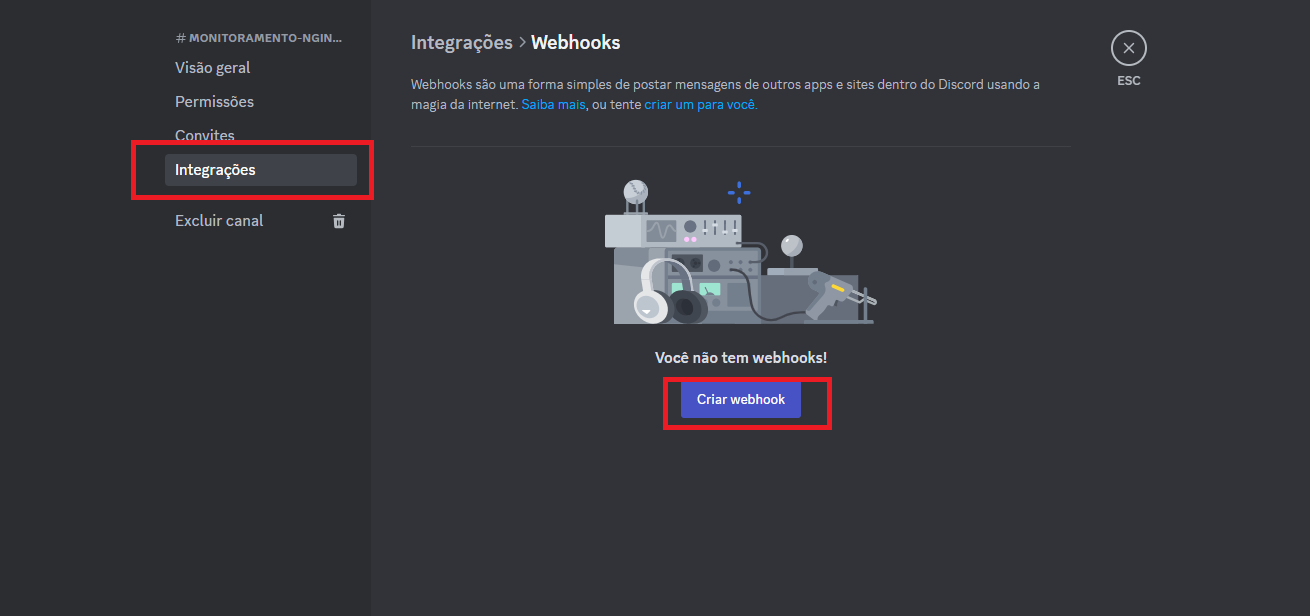 # MONITORAMENTO-NGIN...
Visão geral
Permissões
Convites
Integrações
Excluir canal
Integrações > Webhooks
ESC
Webhooks são uma forma simples de postar mensagens de outros apps e sites dentro do Discord usando a
magia da internet. Saiba mais, ou tente criar um para você.
Você não tem webhooks!
Criar webhook